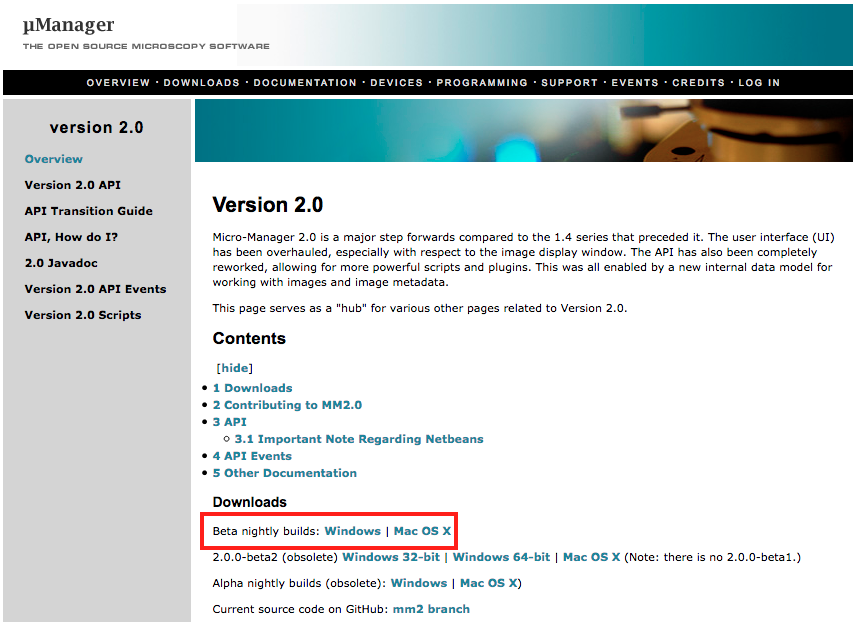 µManager
THE OPEN SOURCE MICROSCOPY SOFTWARE
OVERVIEW · DOWNLOADS · DOCUMENTATION · DEVICES · PROGRAMMING · SUPPORT · EVENTS · CREDITS · LOG IN
version 2.0
Overview
Version 2.0 API
API Transition Guide
API, How do I?
2.0 Javadoc
Version 2.0 API Events
Version 2.0 Scripts
Version 2.0
Micro-Manager 2.0 is a major step forwards compared to the 1.4 series that preceded it. The user interface (UI)
has been overhauled, especially with respect to the image display window. The API has also been completely
reworked, allowing for more powerful scripts and plugins. This was all enabled by a new internal data model for
working with images and image metadata.
This page serves as a "hub" for various other pages related to Version 2.0.
Contents
[hide]
• 1 Downloads
• 2 Contributing to MM2.0
• 3 API
○ 3.1 Important Note Regarding Netbeans
• 4 API Events
• 5 Other Documentation
Downloads
Beta nightly builds: Windows | Mac OS X
2.0.0-beta2 (obsolete) Windows 32-bit | Windows 64-bit | Mac OS X (Note: there is no 2.0.0-beta1.)
Alpha nightly builds (obsolete): Windows | Mac OS X)
Current source code on GitHub: mm2 branch